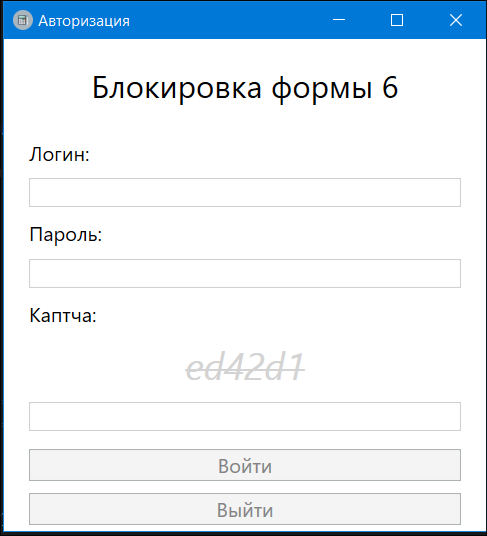 Авторизация
Блокировка формы 6
Логин:
Пароль:
Каптча:
ed42d1
Войти
Выйти